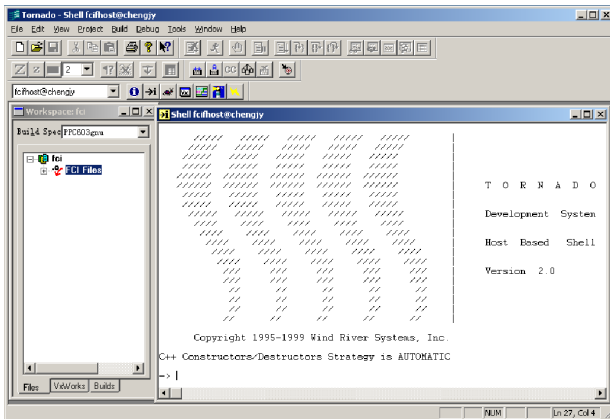 Tornado - Shell fcifhost@chengjy
File Edit View Project Build Debug Tools Window Help
Z z 2 1? CC
fcifhost@chengjy
Workspace: fci
Shell fcifhost@chengjy
Build Spec PPC603gnu
fci
FCI Files
T O R N A D O
Development System
Host Based Shell
Version 2.0
Copyright 1995-1999 Wind River Systems, Inc.
C++ Constructors/Destructors Strategy is AUTOMATIC
-> |
Files VxWorks Builds
NUM Ln 27, Col 4